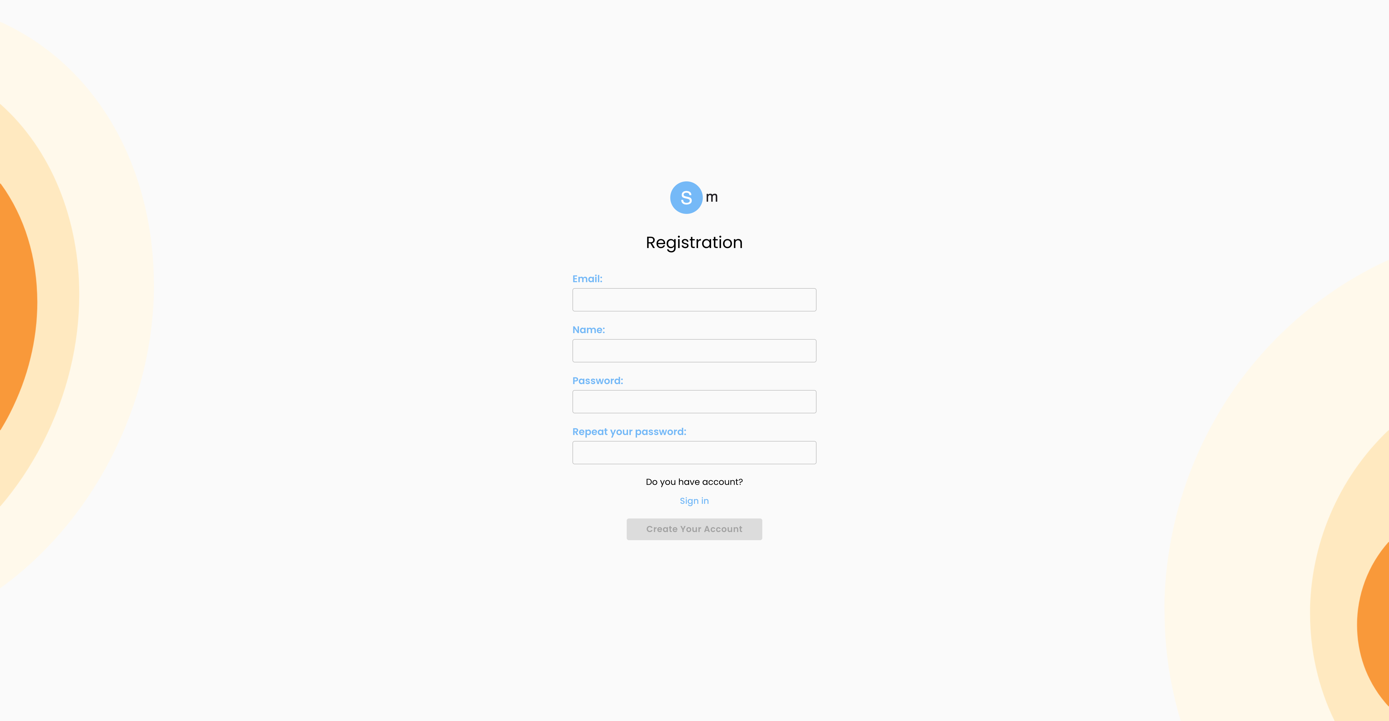 S m
Registration
Email:
Name:
Password:
Repeat your password:
Do you have account?
Sign in
Create Your Account